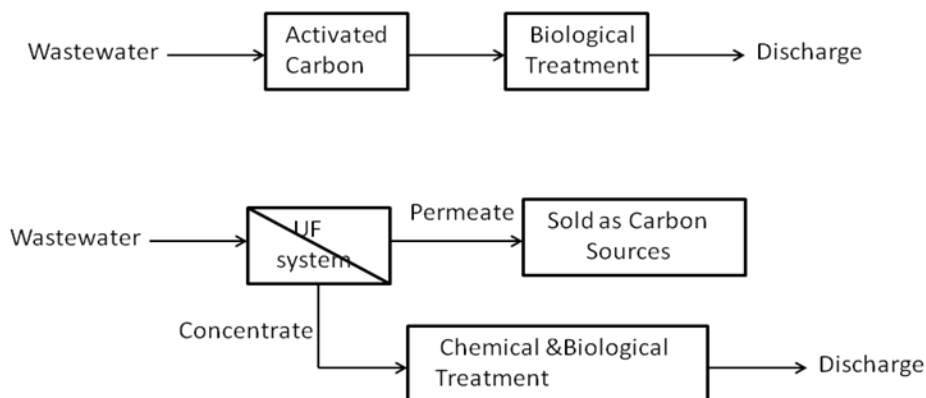 Wastewater
Activated
Carbon
Biological
Treatment
Discharge
Wastewater
UF
system
Permeate
Sold as Carbon
Sources
Concentrate
Chemical &Biological
Treatment
Discharge